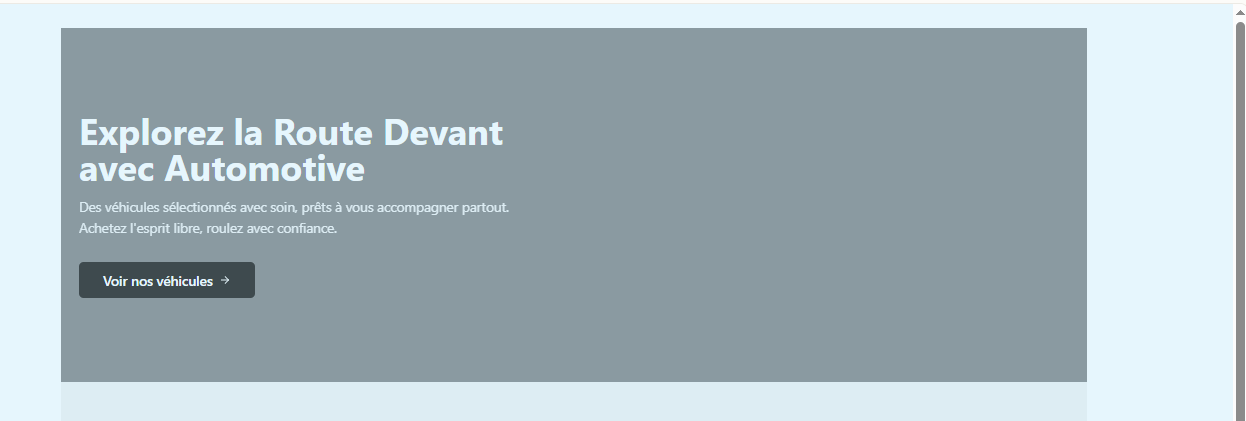 Explorez la Route Devant
avec Automotive
Des véhicules sélectionnés avec soin, prêts à vous accompagner partout.
Achetez l'esprit libre, roulez avec confiance.
Voir nos véhicules →